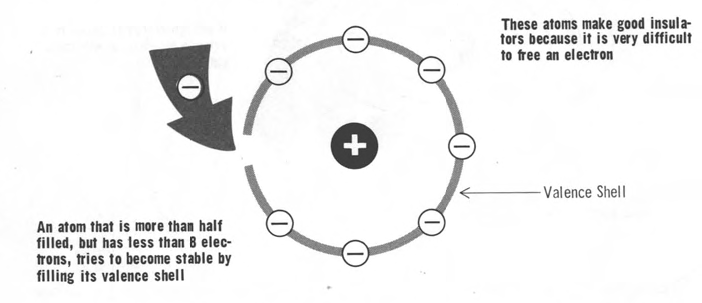 These atoms make good insula-
tors because it is very difficult
to free an electron
Valence Shell
An atom that is more than half
filled, but has less than 8 elec-
trons, tries to become stable by
filling its valence shell